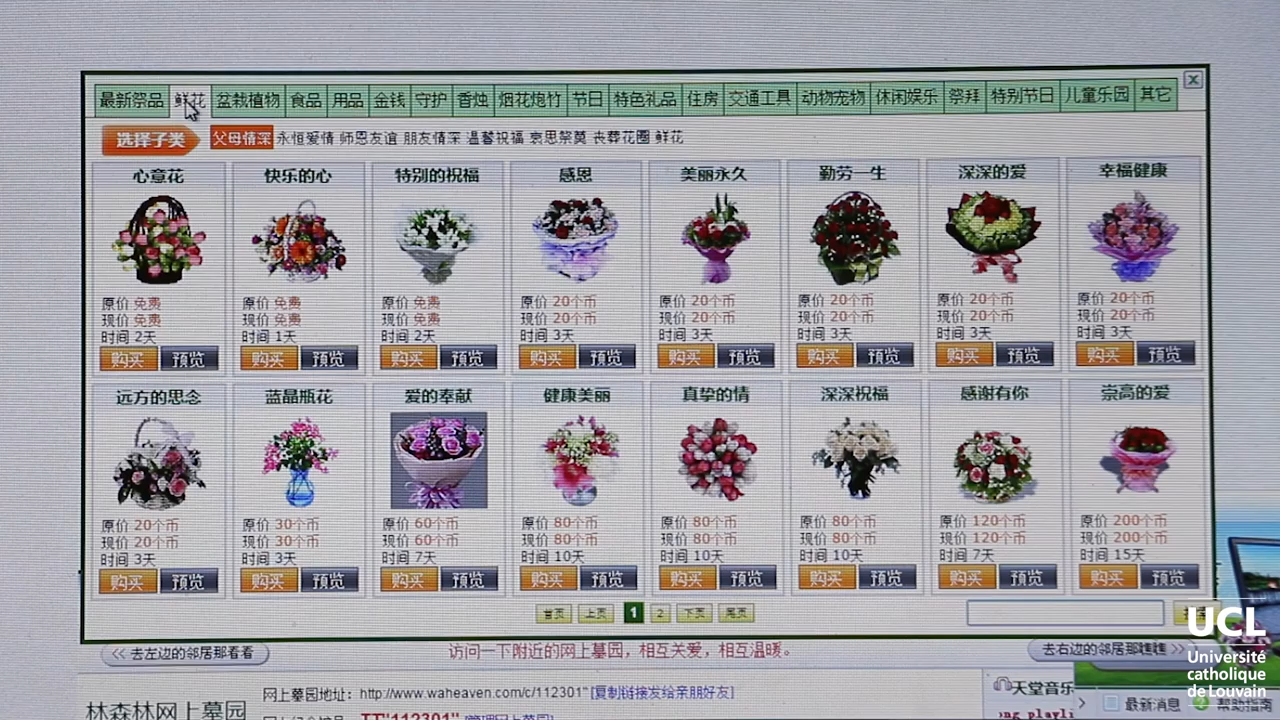 最新祭品 鲜花 盆栽植物 食品 用品 金钱 守护 香烛 烟花炮竹 节日 特色礼品 住房 交通工具 动物宠物 休闲娱乐 祭拜 特别节日 儿童乐园 其它
选择子类 父母情深 永恒爱情 师恩友谊 朋友情深 温馨祝福 哀思祭奠 丧葬花圈 鲜花
心意花 快乐的心 特别的祝福 感恩 美丽永久 勤劳一生 深深的爱 幸福健康
原价 免费 原价 免费 原价 免费 原价 20个币 原价 20个币 原价 20个币 原价 20个币 原价 20个币
现价 免费 现价 免费 现价 免费 现价 20个币 现价 20个币 现价 20个币 现价 20个币 现价 20个币
时间 2天 时间 1天 时间 2天 时间 3天 时间 3天 时间 3天 时间 3天 时间 3天
购买 预览 购买 预览 购买 预览 购买 预览 购买 预览 购买 预览 购买 预览 购买 预览
远方的思念 蓝晶瓶花 爱的奉献 健康美丽 真挚的情 深深祝福 感谢有你 崇高的爱
原价 20个币 原价 30个币 原价 60个币 原价 80个币 原价 80个币 原价 80个币 原价 120个币 原价 200个币
现价 20个币 现价 30个币 现价 60个币 现价 80个币 现价 80个币 现价 80个币 现价 120个币 现价 200个币
时间 3天 时间 3天 时间 7天 时间 10天 时间 10天 时间 10天 时间 7天 时间 15天
购买 预览 购买 预览 购买 预览 购买 预览 购买 预览 购买 预览 购买 预览 购买 预览
首页 上页 1 2 下页 尾页
<< 去左边的邻居那看看 访问一下附近的网上墓园，相互关爱，相互温暖。 去右边的邻居那瞧瞧 >>
网上墓园地址：http://www.waheaven.com/c/112301" [复制链接发给亲朋好友]
天堂音乐
林森林网上墓园
TT"112301"
最新消息 帮助指南
UCL
Université
catholique
de Louvain